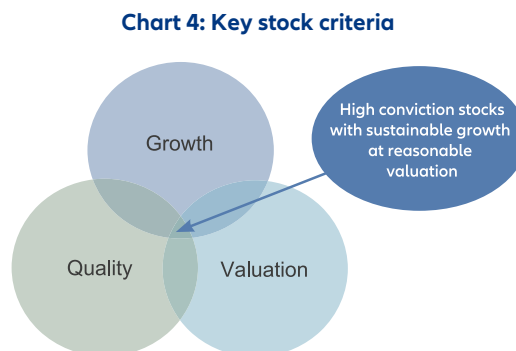 Chart 4: Key stock criteria
High conviction stocks
with sustainable growth
at reasonable
valuation
Growth
Quality
Valuation